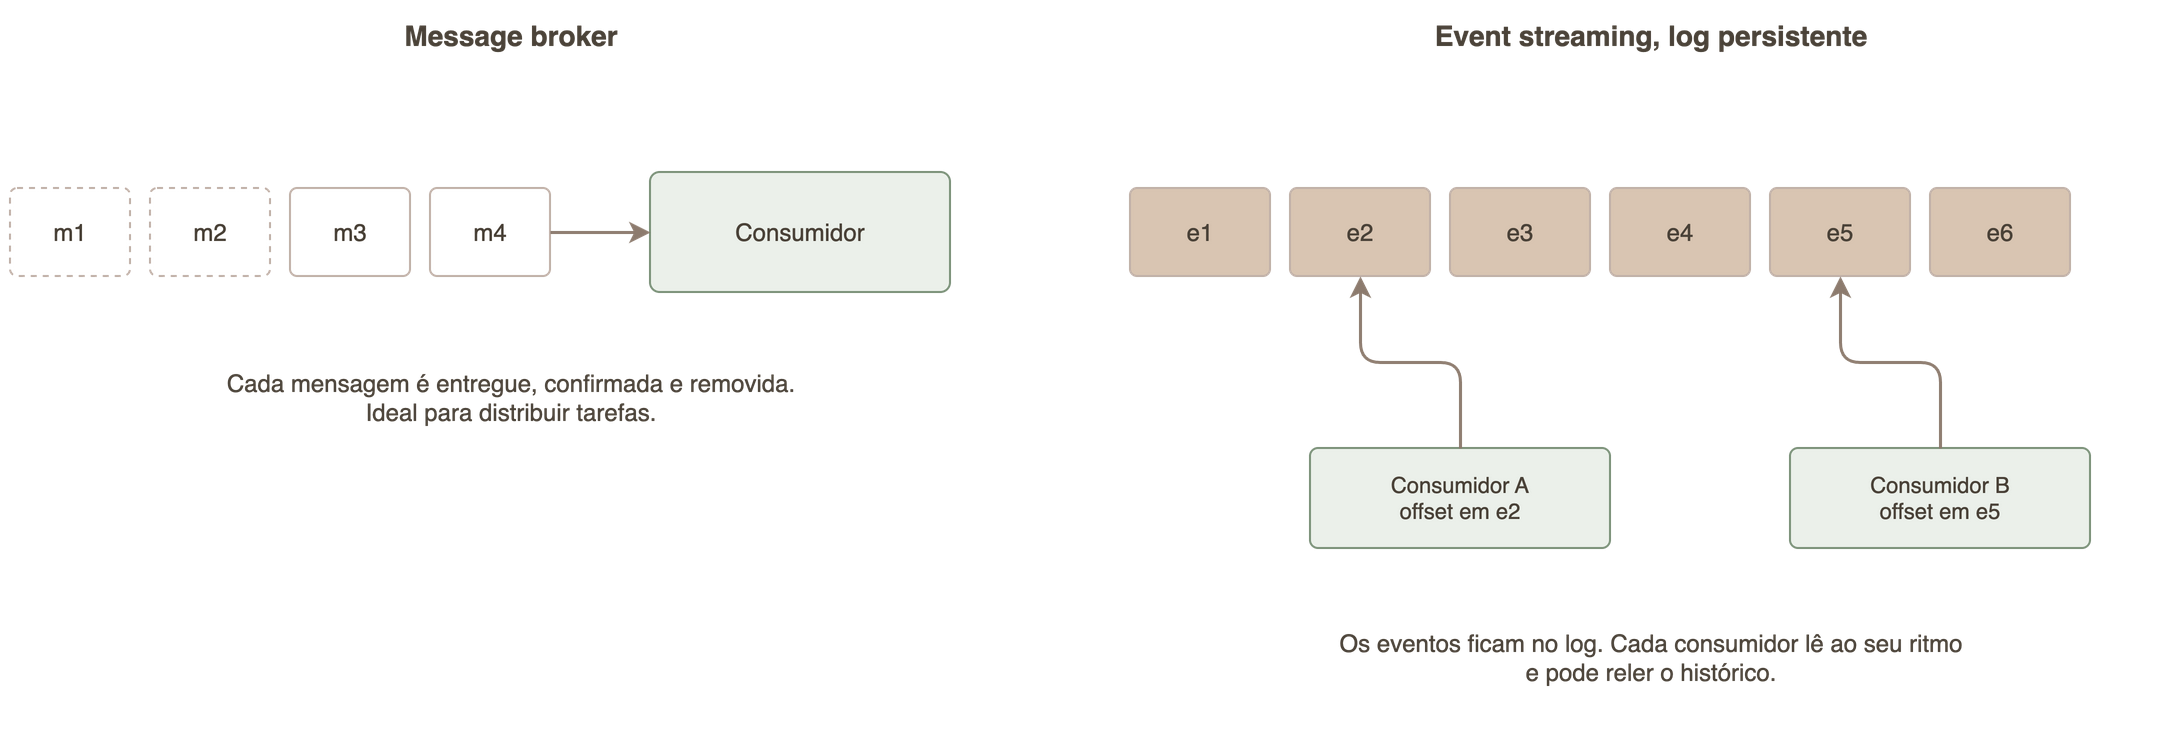 Message broker
m1
m2
m3
m4
Consumidor
Cada mensagem é entregue, confirmada e removida.
Ideal para distribuir tarefas.
Event streaming, log persistente
e1
e2
e3
e4
e5
e6
Consumidor A
offset em e2
Consumidor B
offset em e5
Os eventos ficam no log. Cada consumidor lê ao seu ritmo
e pode reler o histórico.